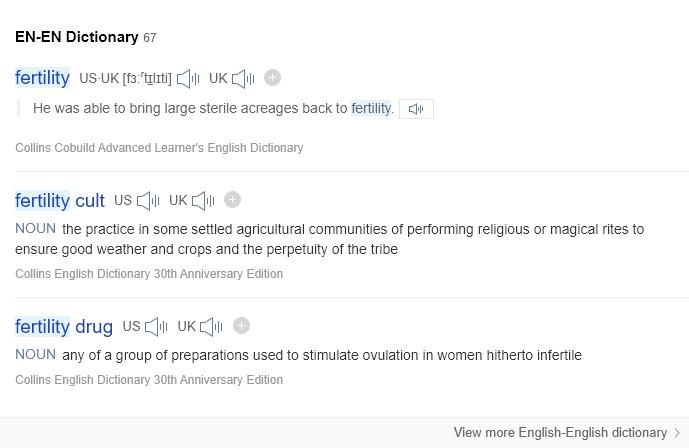 EN-EN Dictionary 67
fertility US·UK [fɜːʳtɪlɪti] UK
He was able to bring large sterile acreages back to fertility.
Collins Cobuild Advanced Learner's English Dictionary
fertility cult US UK
NOUN the practice in some settled agricultural communities of performing religious or magical rites to
ensure good weather and crops and the perpetuity of the tribe
Collins English Dictionary 30th Anniversary Edition
fertility drug US UK
NOUN any of a group of preparations used to stimulate ovulation in women hitherto infertile
Collins English Dictionary 30th Anniversary Edition
View more English-English dictionary